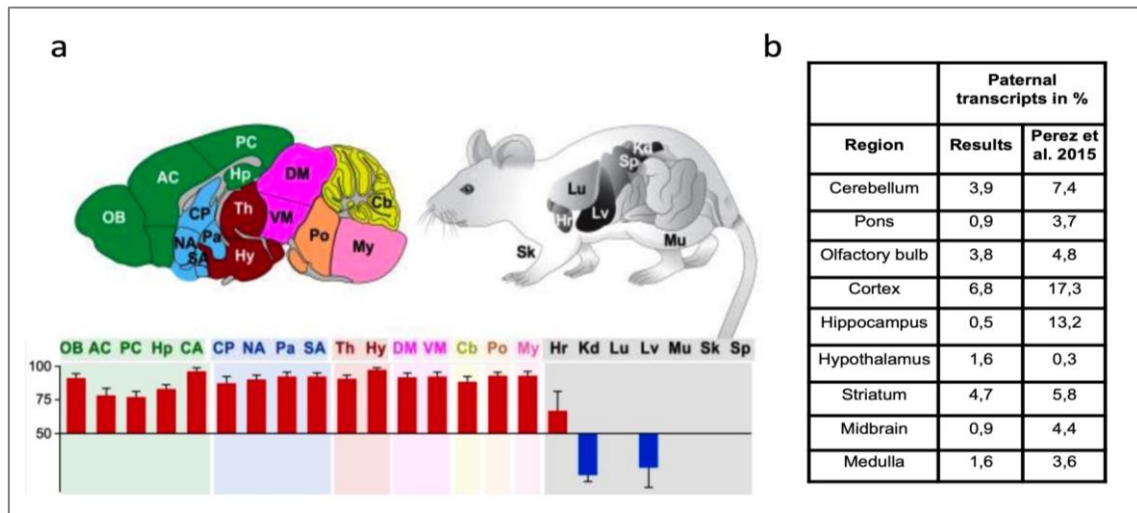 a
b
PC
AC
Hp
DM
OB
CP
Th
Cb
VM
NA
Pa
SA
Hy
Po
My
Kd
Sp
Lu
Hr
Lv
Sk
Mu
OB AC PC Hp CA CP NA Pa SA Th Hy DM VM Cb Po My Hr Kd Lu Lv Mu Sk Sp
100
75
50
Paternal
transcripts in %
Region Results Perez et
al. 2015
Cerebellum 3,9 7,4
Pons 0,9 3,7
Olfactory bulb 3,8 4,8
Cortex 6,8 17,3
Hippocampus 0,5 13,2
Hypothalamus 1,6 0,3
Striatum 4,7 5,8
Midbrain 0,9 4,4
Medulla 1,6 3,6